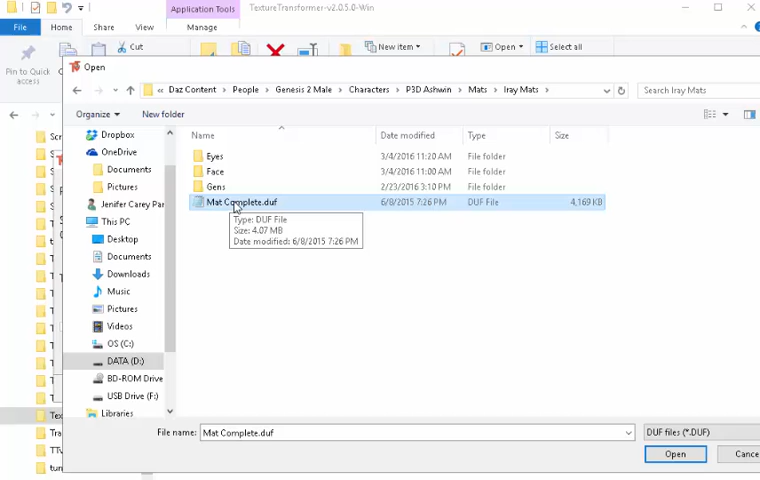 Application Tools TextureTransformer-v2.0.5.0-Win
File Home Share View Manage
Pin to Quick access
Cut
New item
Open
Select all
Open
« Daz Content > People > Genesis 2 Male > Characters > P3D Ashwin > Mats > Iray Mats >
Search Iray Mats
Organize New folder
Name Date modified Type Size
Dropbox
OneDrive
Documents
Pictures
Jenifer Carey Par
This PC
Desktop
Documents
Downloads
Music
Pictures
Videos
OS (C:)
DATA (D:)
BD-ROM Drive
USB Drive (F:)
Libraries
Eyes 3/4/2016 11:20 AM File folder
Face 3/4/2016 11:00 AM File folder
Gens 2/23/2016 3:10 PM File folder
Mat Complete.duf 6/8/2015 7:26 PM DUF File 4,169 KB
Type: DUF File
Size: 4.07 MB
Date modified: 6/8/2015 7:26 PM
File name: Mat Complete.duf
DUF files (*.DUF)
Open Cance